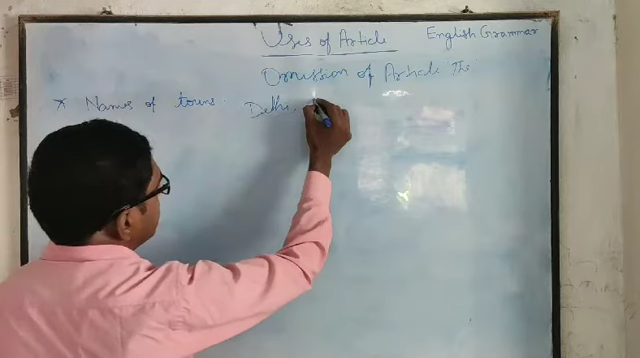 Uses of Article English Grammar
Omission of Article The
* Names of towns. Delhi,